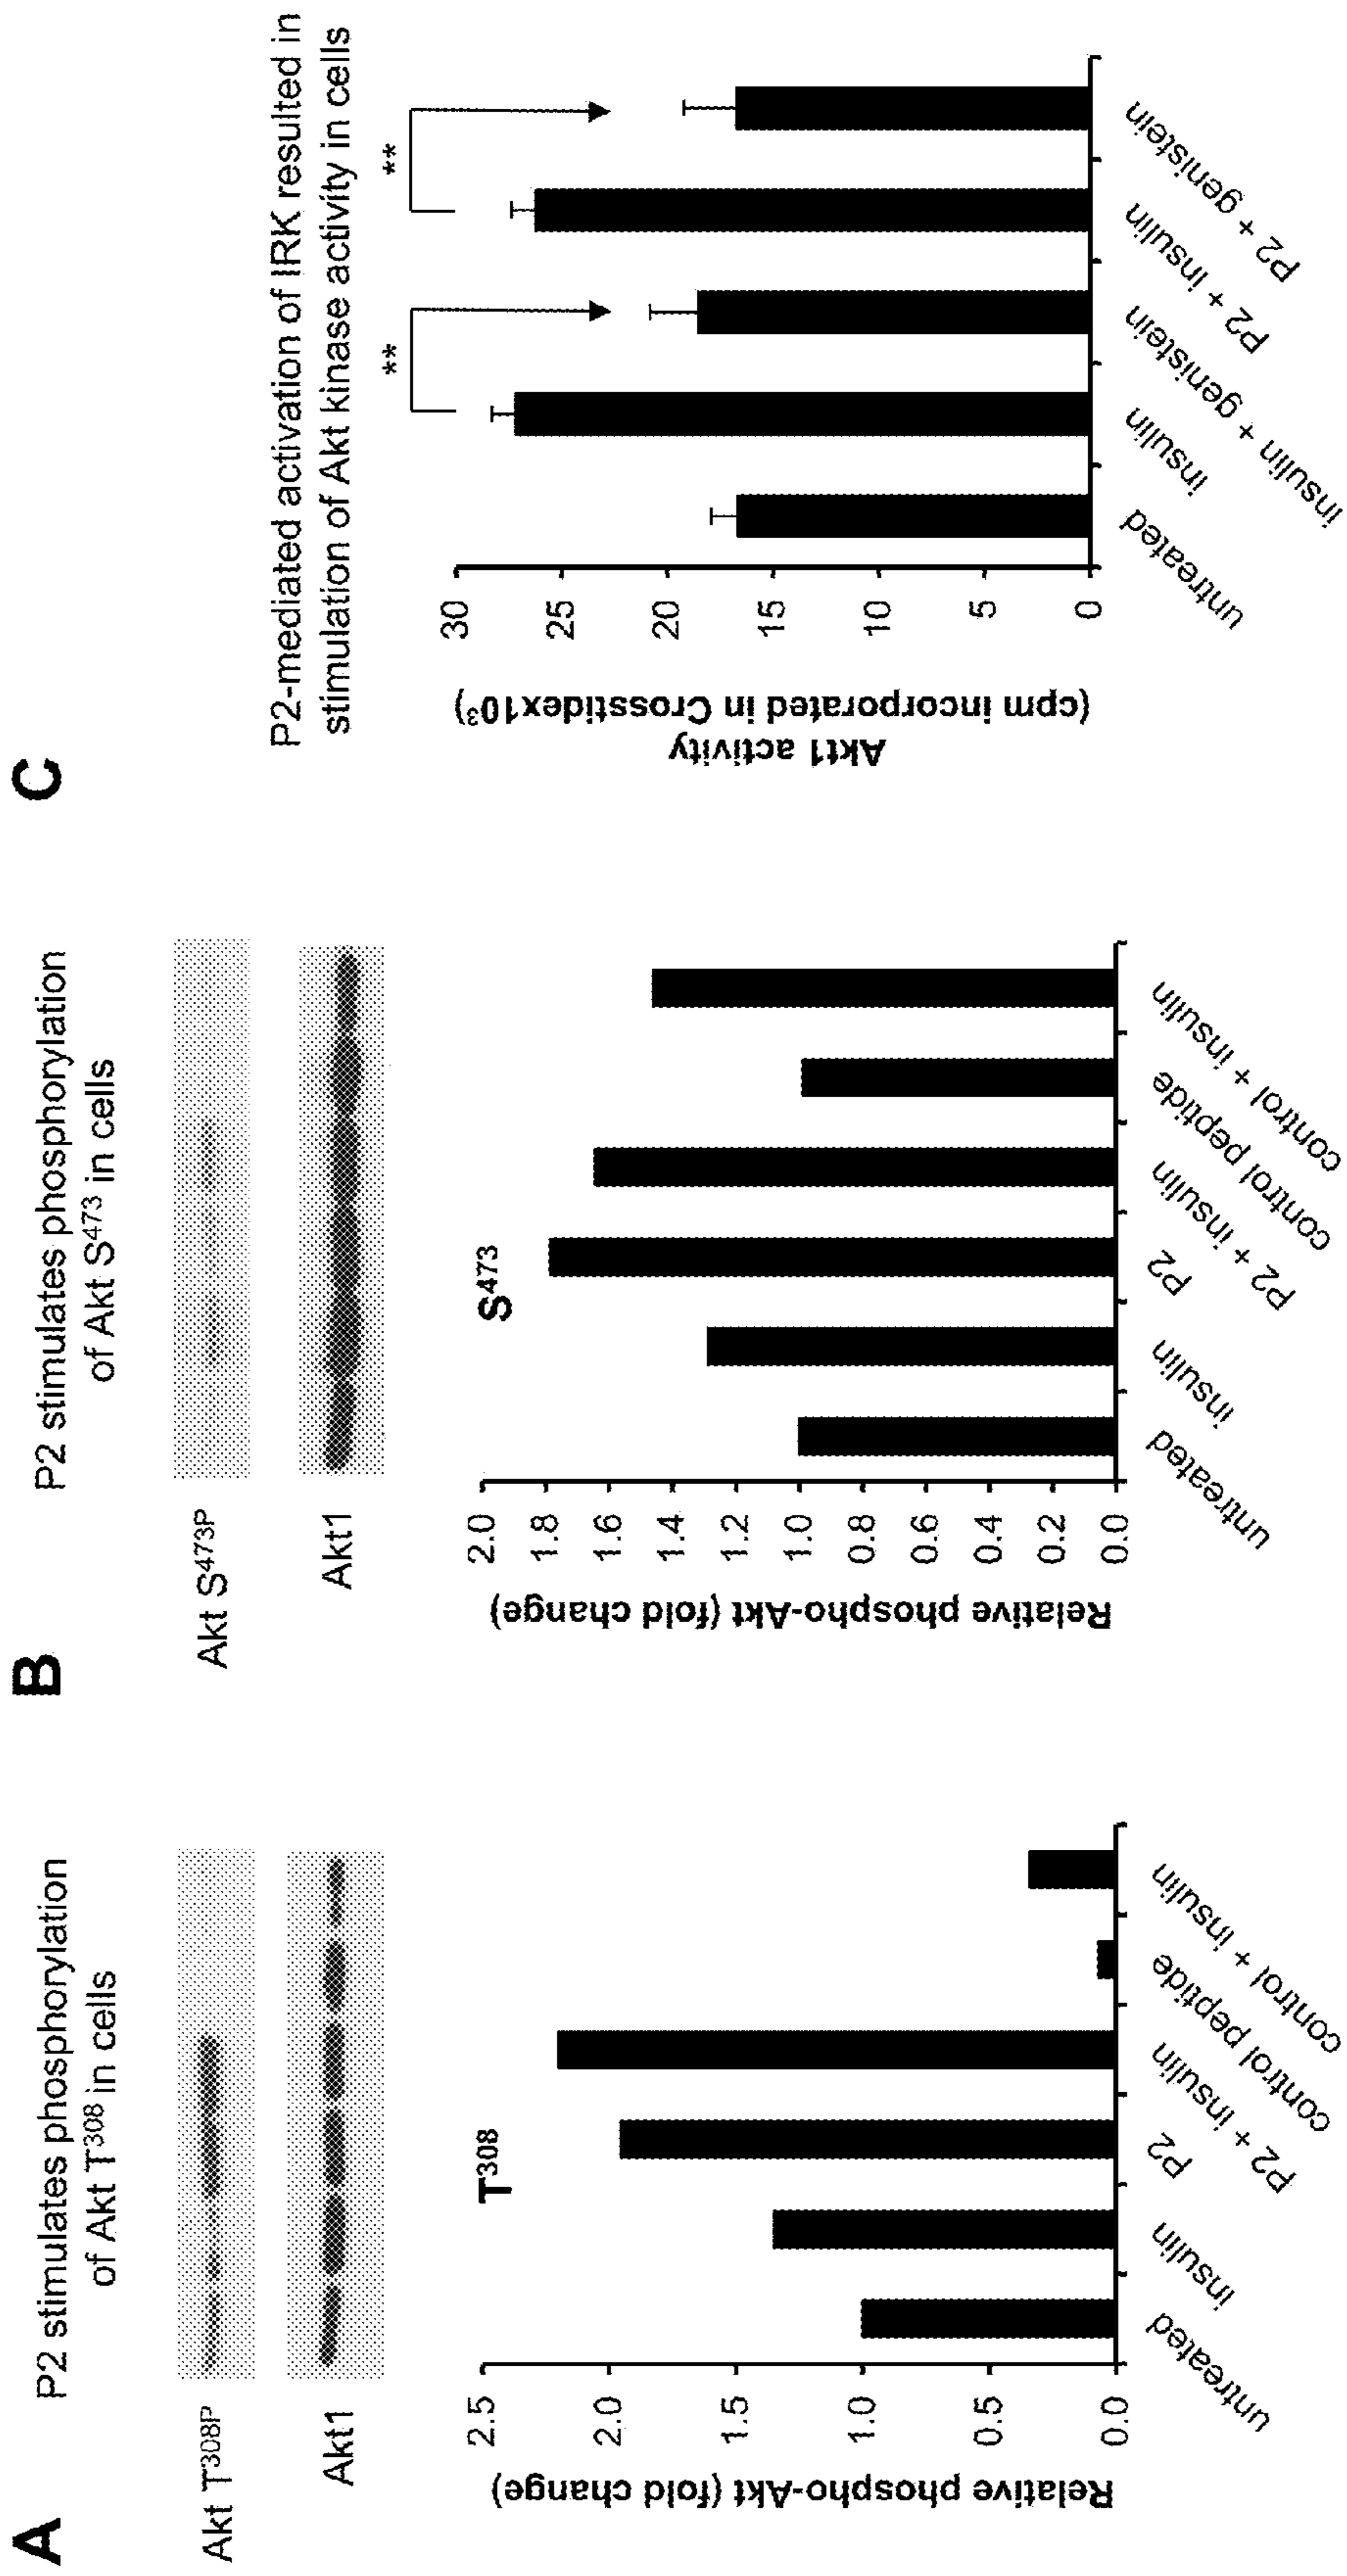 A
P2 stimulates phosphorylation
of Akt T308 in cells
Akt T308P
Akt1
T308
Relative phospho-Akt (fold change)
2.5
2.0
1.5
1.0
0.5
0.0
untreated
insulin
P2
P2 + insulin
control peptide
control + insulin
B
P2 stimulates phosphorylation
of Akt S473 in cells
Akt S473P
Akt1
S473
Relative phospho-Akt (fold change)
2.0
1.8
1.6
1.4
1.2
1.0
0.8
0.6
0.4
0.2
0.0
untreated
insulin
P2
P2 + insulin
control peptide
control + insulin
C
P2-mediated activation of IRK resulted in
stimulation of Akt kinase activity in cells
**
**
Akt1 activity
(cpm incorporated in Crosstidex10³)
30
25
20
15
10
5
0
untreated
insulin
insulin + genistein
P2 + insulin
P2 + genistein